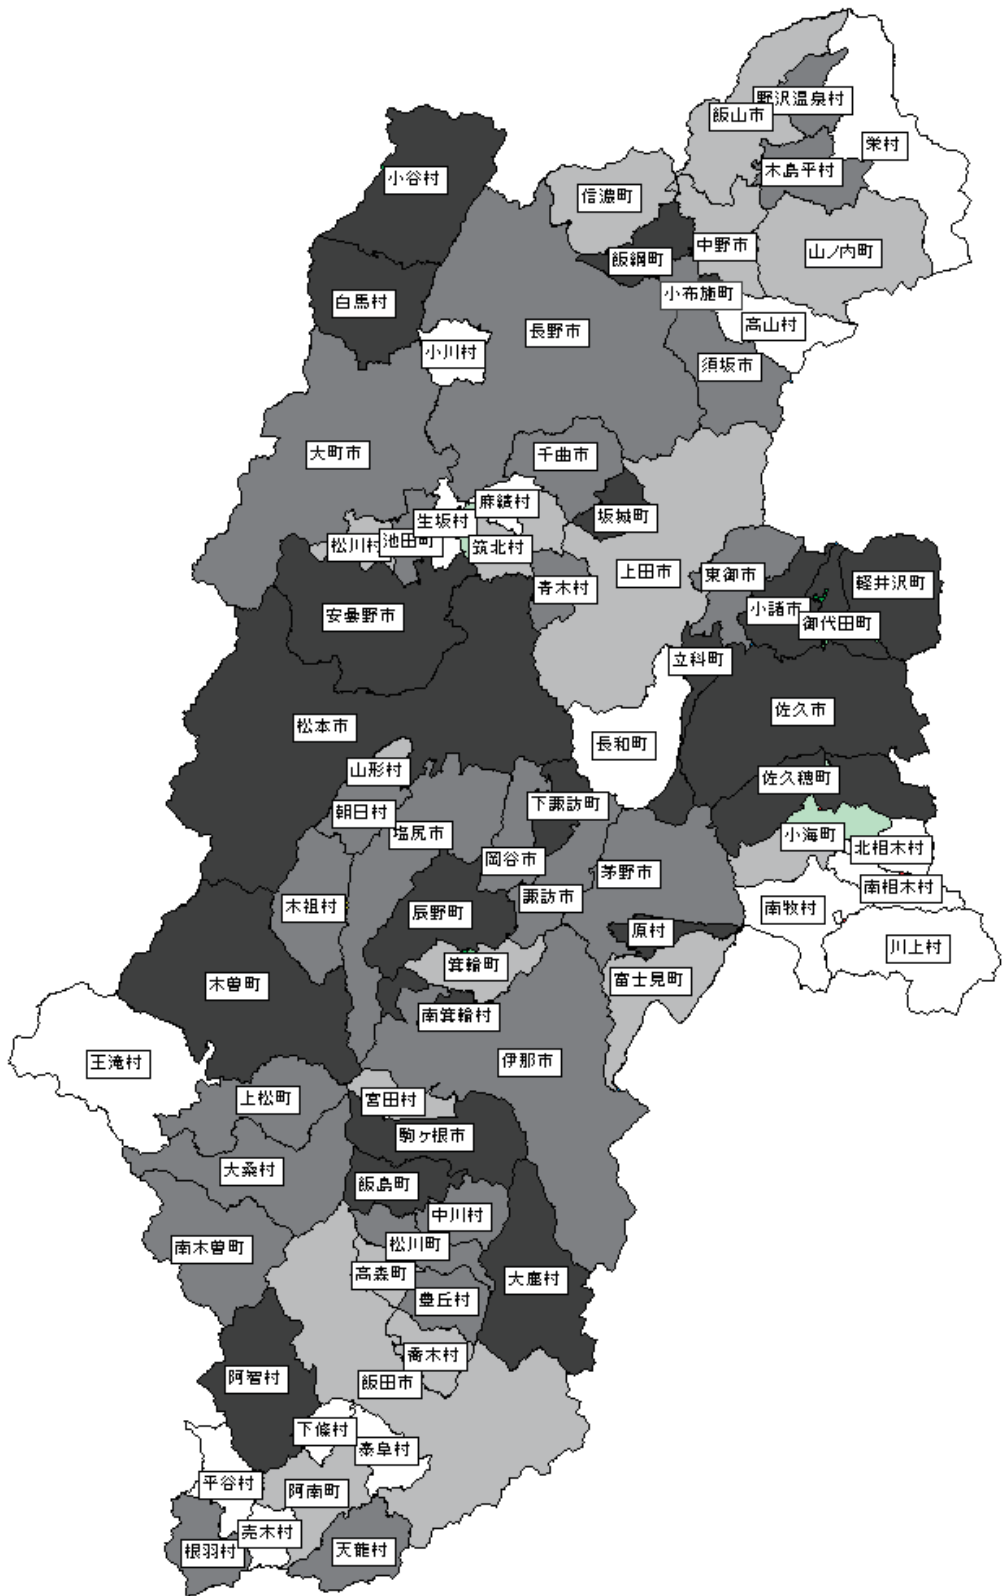 野沢温泉村
飯山市
栄村
木島平村
小谷村
信濃町
中野市
山ノ内町
飯綱町
小布施町
白馬村
高山村
長野市
小川村
須坂市
大町市
千曲市
麻績村
坂城町
生坂村
池田町
松川村
筑北村
上田市
東御市
軽井沢町
青木村
小諸市
御代田町
安曇野市
立科町
佐久市
松本市
長和町
山形村
佐久穂町
下諏訪町
朝日村
塩尻市
小海町
北相木村
岡谷市
茅野市
南相木村
諏訪市
木祖村
辰野町
南牧村
原村
川上村
箕輪町
富士見町
木曽町
南箕輪村
伊那市
王滝村
上松町
宮田村
駒ヶ根市
大桑村
飯島町
中川村
南木曽町
松川町
高森町
大鹿村
豊丘村
喬木村
阿智村
飯田市
下條村
泰阜村
平谷村
阿南町
売木村
根羽村
天龍村